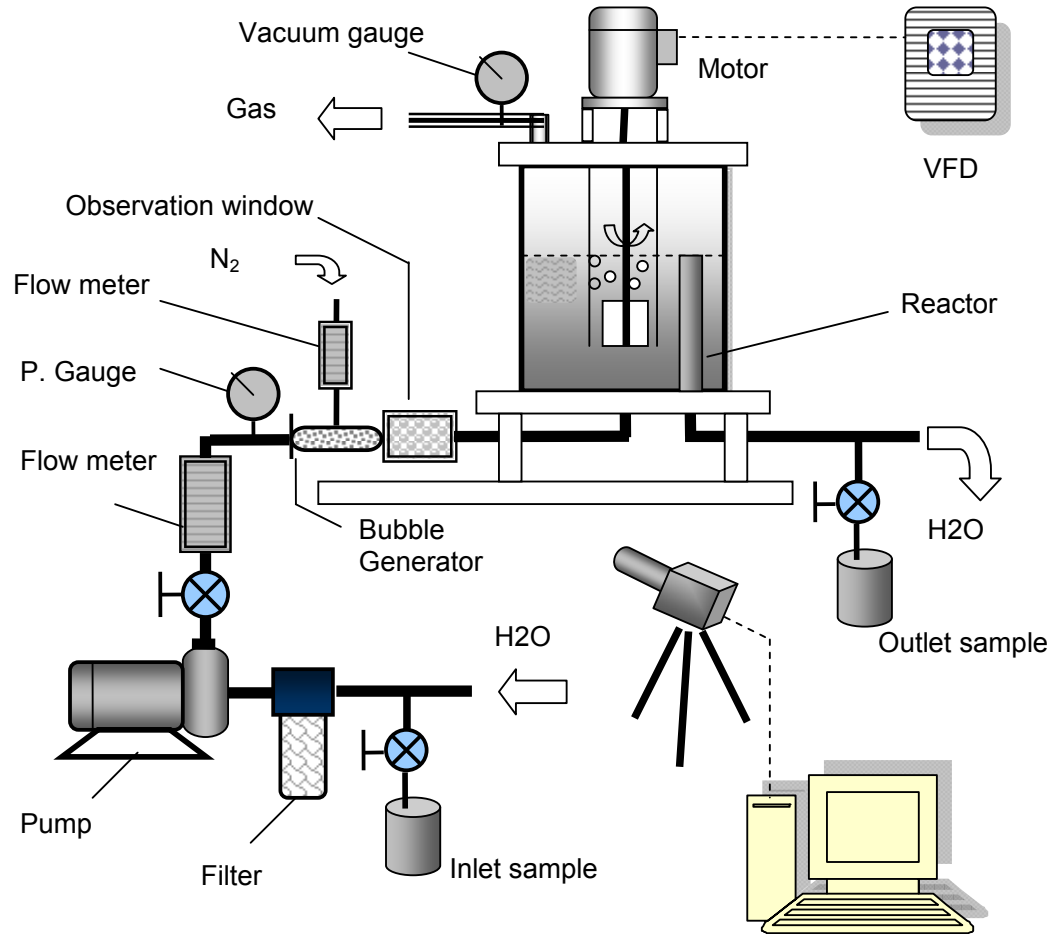 Vacuum gauge
Motor
Gas
VFD
Observation window
N₂
Flow meter
Reactor
P. Gauge
Flow meter
Bubble
Generator
H2O
H2O
Outlet sample
Pump
Filter
Inlet sample